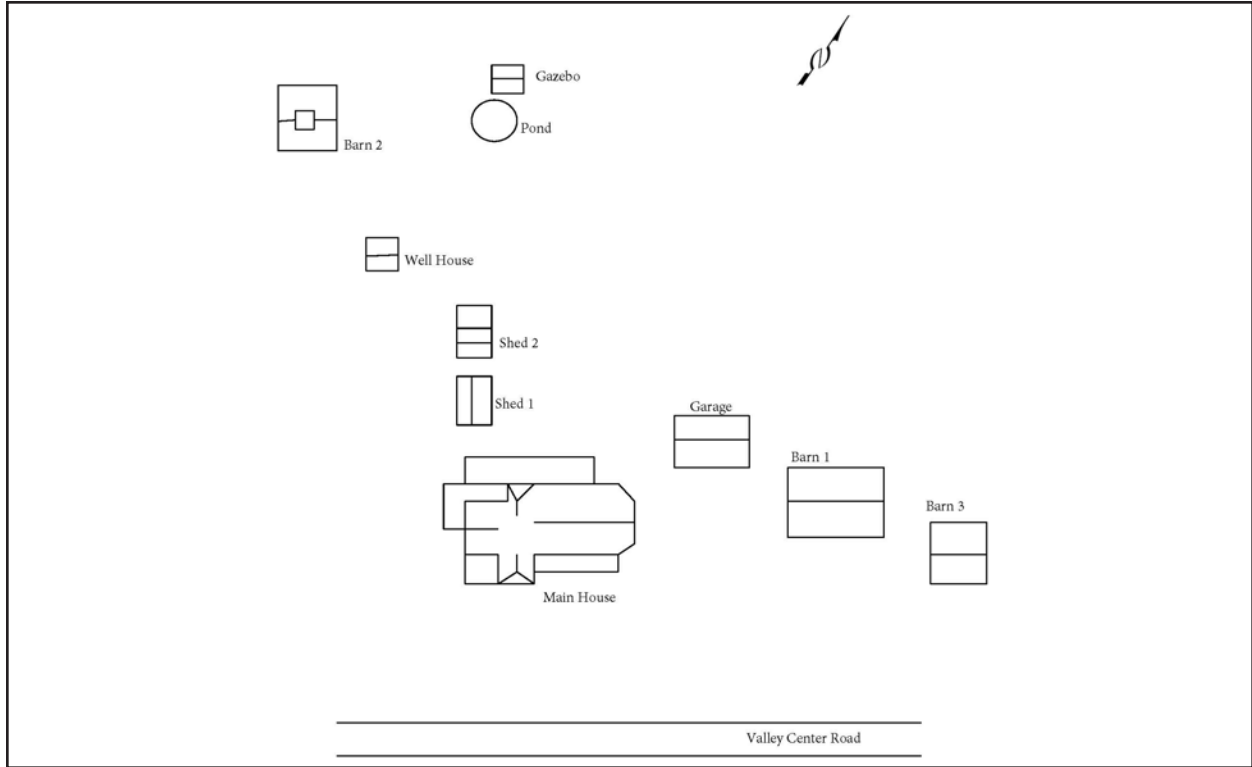 N
Gazebo
Pond
Barn 2
Well House
Shed 2
Shed 1
Garage
Barn 1
Barn 3
Main House
Valley Center Road